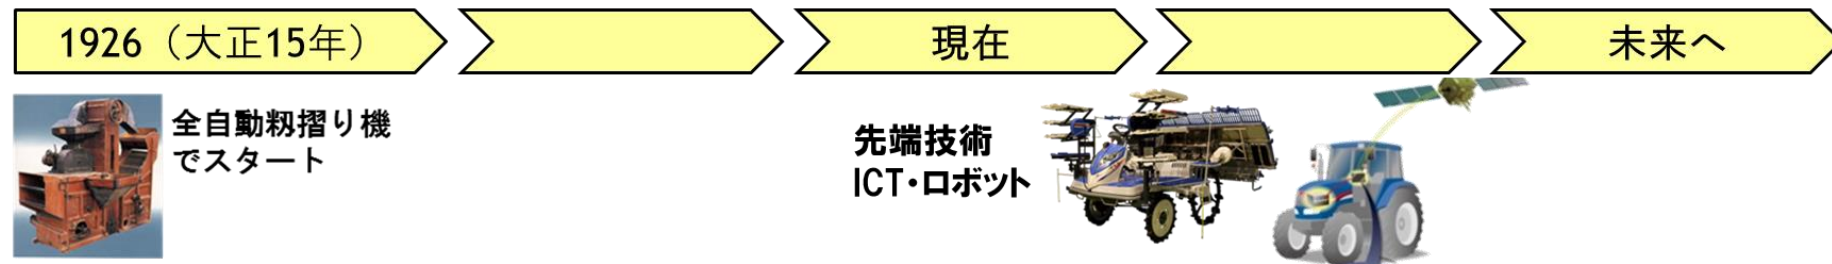 1926（大正15年）
現在
未来へ
全自動籾摺り機
でスタート
先端技術
ICT・ロボット